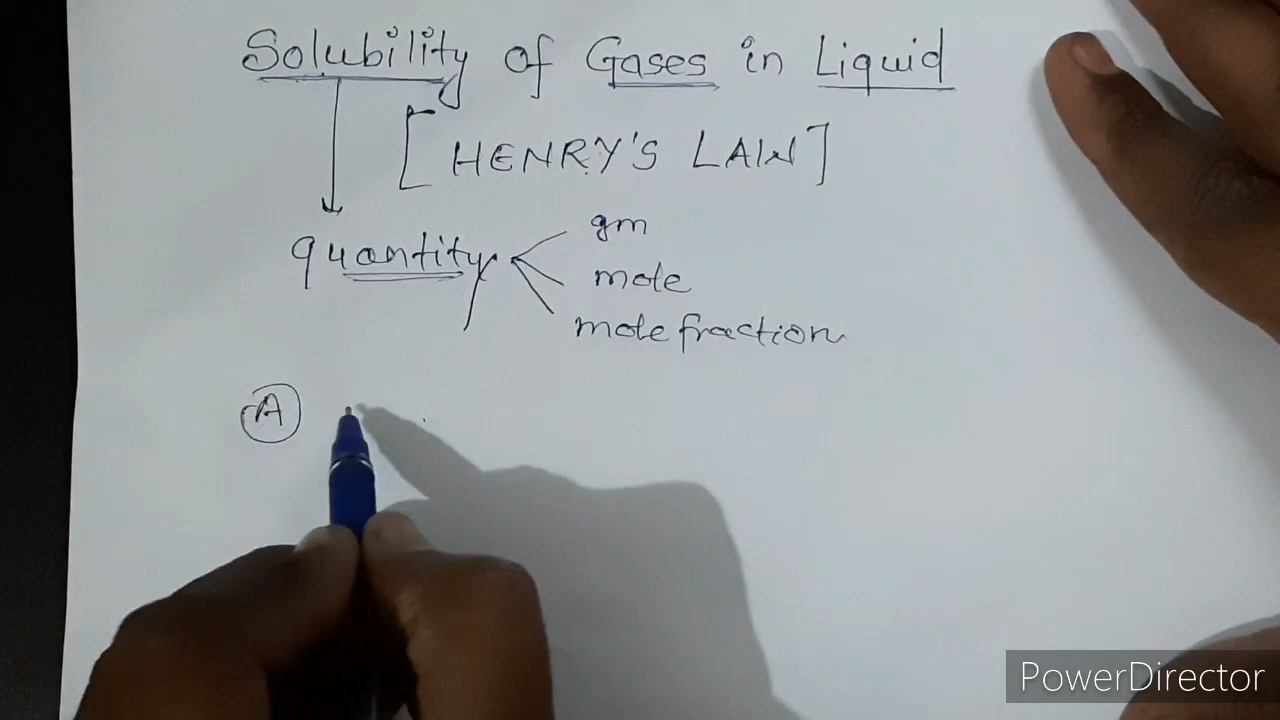 Solubility of Gases in Liquid
[HENRY'S LAW]
quantity
gm
mole
mole fraction
A
PowerDirector